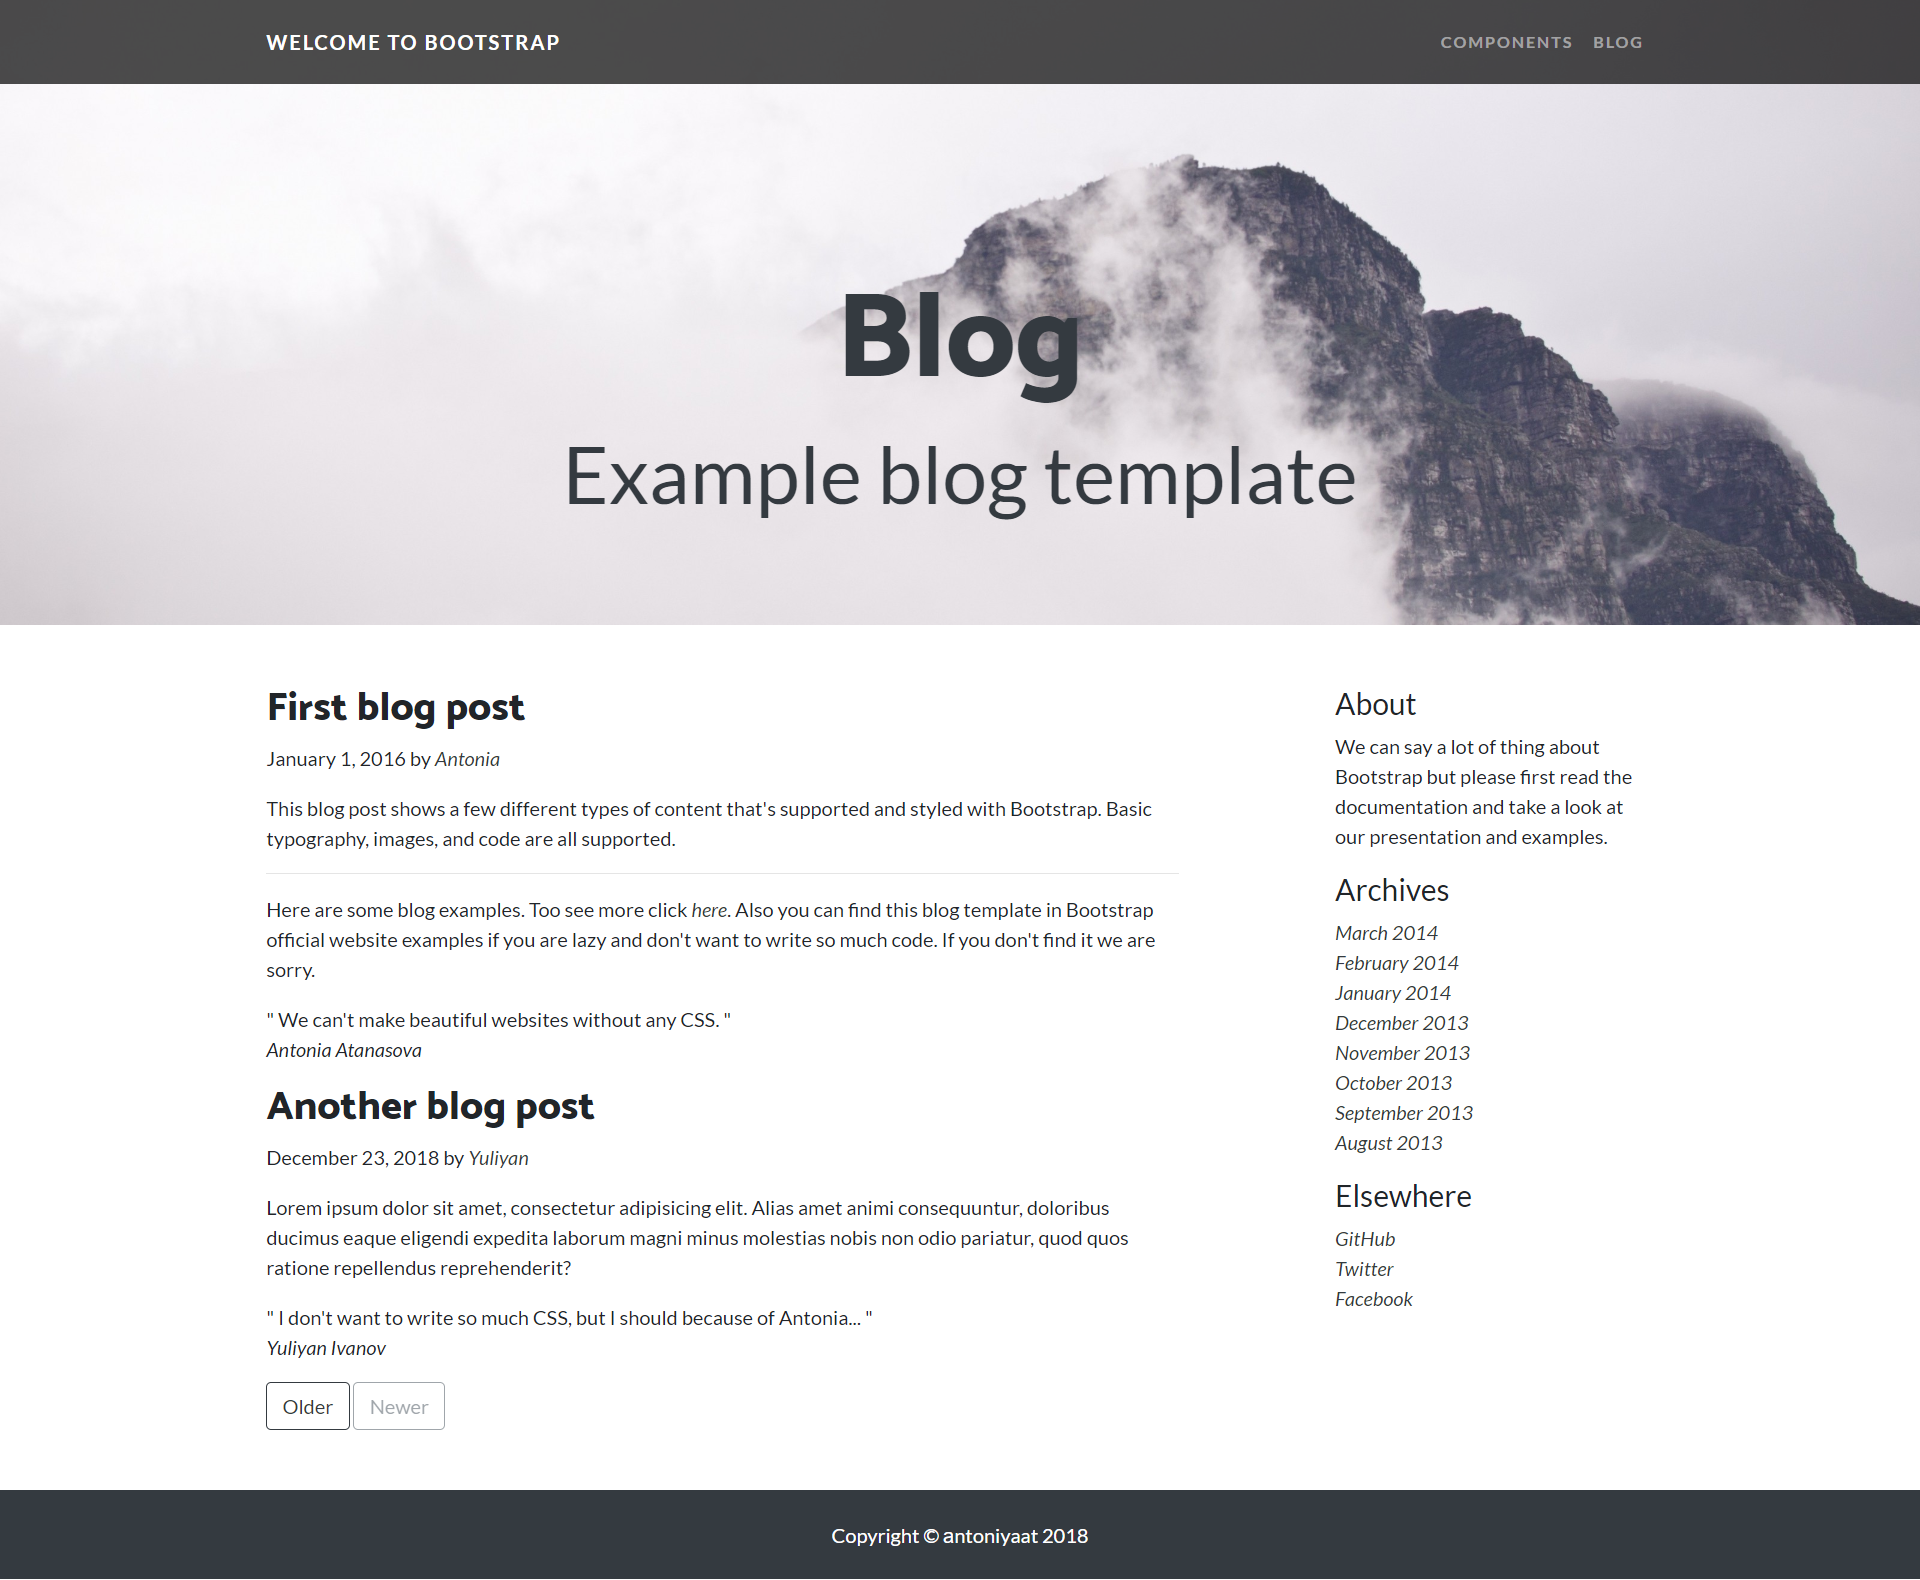 WELCOME TO BOOTSTRAP
COMPONENTS BLOG
Blog
Example blog template
First blog post
January 1, 2016 by Antonia
This blog post shows a few different types of content that's supported and styled with Bootstrap. Basic
typography, images, and code are all supported.
Here are some blog examples. Too see more click here. Also you can find this blog template in Bootstrap
official website examples if you are lazy and don't want to write so much code. If you don't find it we are
sorry.
" We can't make beautiful websites without any CSS. "
Antonia Atanasova
Another blog post
December 23, 2018 by Yuliyan
Lorem ipsum dolor sit amet, consectetur adipisicing elit. Alias amet animi consequuntur, doloribus
ducimus eaque eligendi expedita laborum magni minus molestias nobis non odio pariatur, quod quos
ratione repellendus reprehenderit?
" I don't want to write so much CSS, but I should because of Antonia... "
Yuliyan Ivanov
Older Newer
About
We can say a lot of thing about
Bootstrap but please first read the
documentation and take a look at
our presentation and examples.
Archives
March 2014
February 2014
January 2014
December 2013
November 2013
October 2013
September 2013
August 2013
Elsewhere
GitHub
Twitter
Facebook
Copyright © antoniyaat 2018